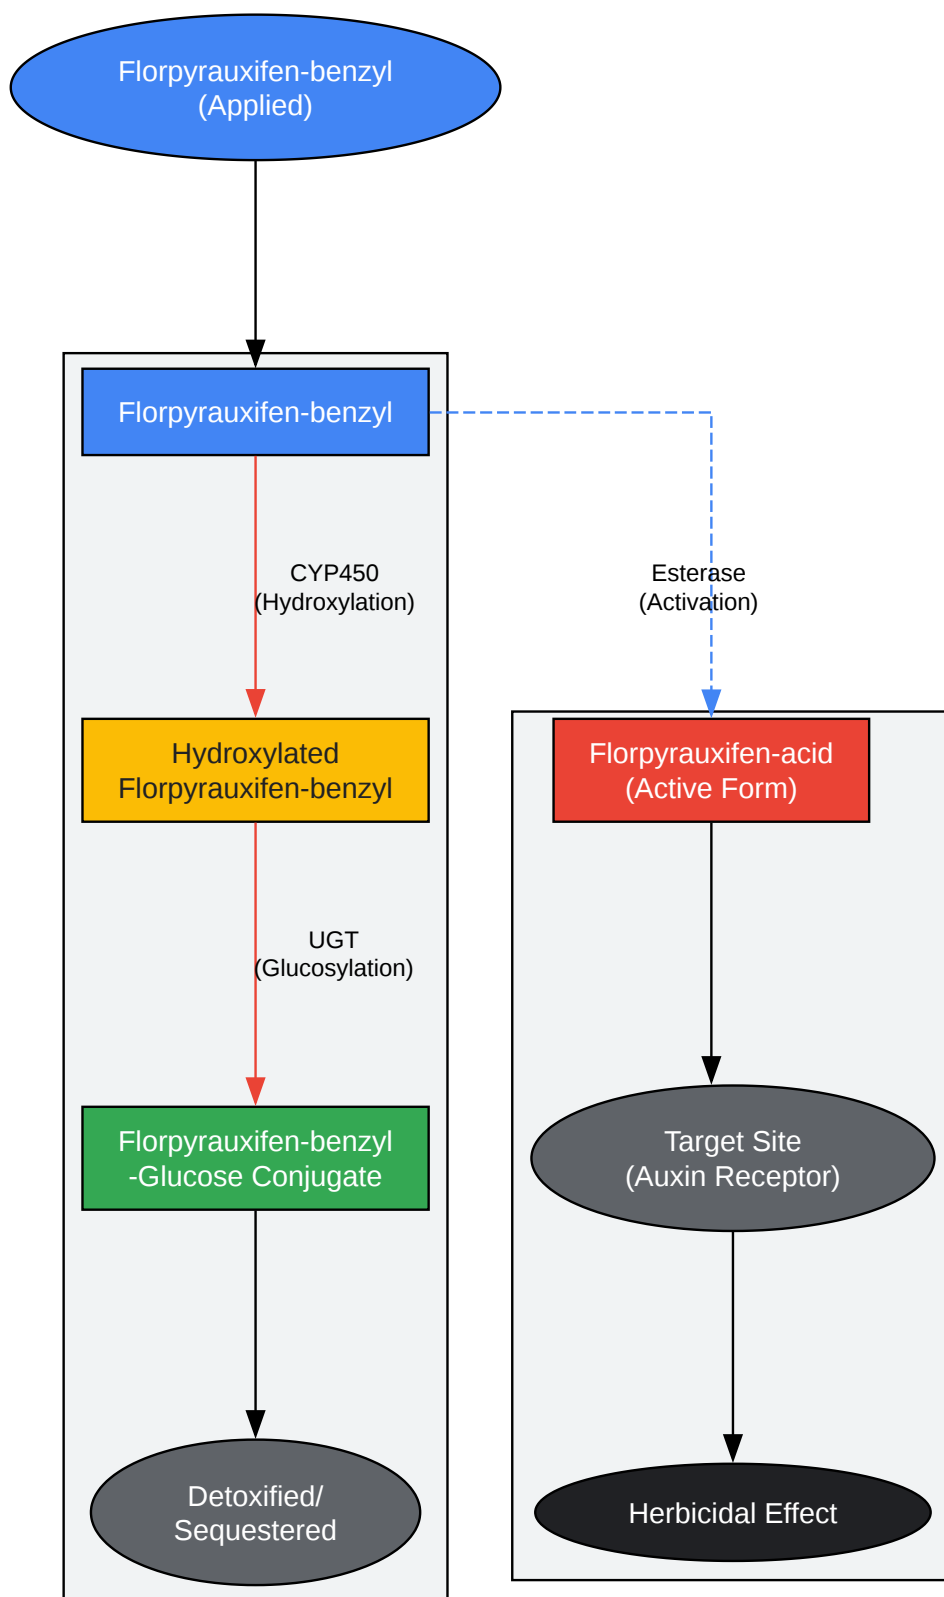 Florpyrauxifen-benzyl
(Applied)
Florpyrauxifen-benzyl
CYP450
(Hydroxylation)
Esterase
(Activation)
Hydroxylated
Florpyrauxifen-benzyl
Florpyrauxifen-acid
(Active Form)
UGT
(Glucosylation)
Florpyrauxifen-benzyl
-Glucose Conjugate
Target Site
(Auxin Receptor)
Detoxified/
Sequestered
Herbicidal Effect